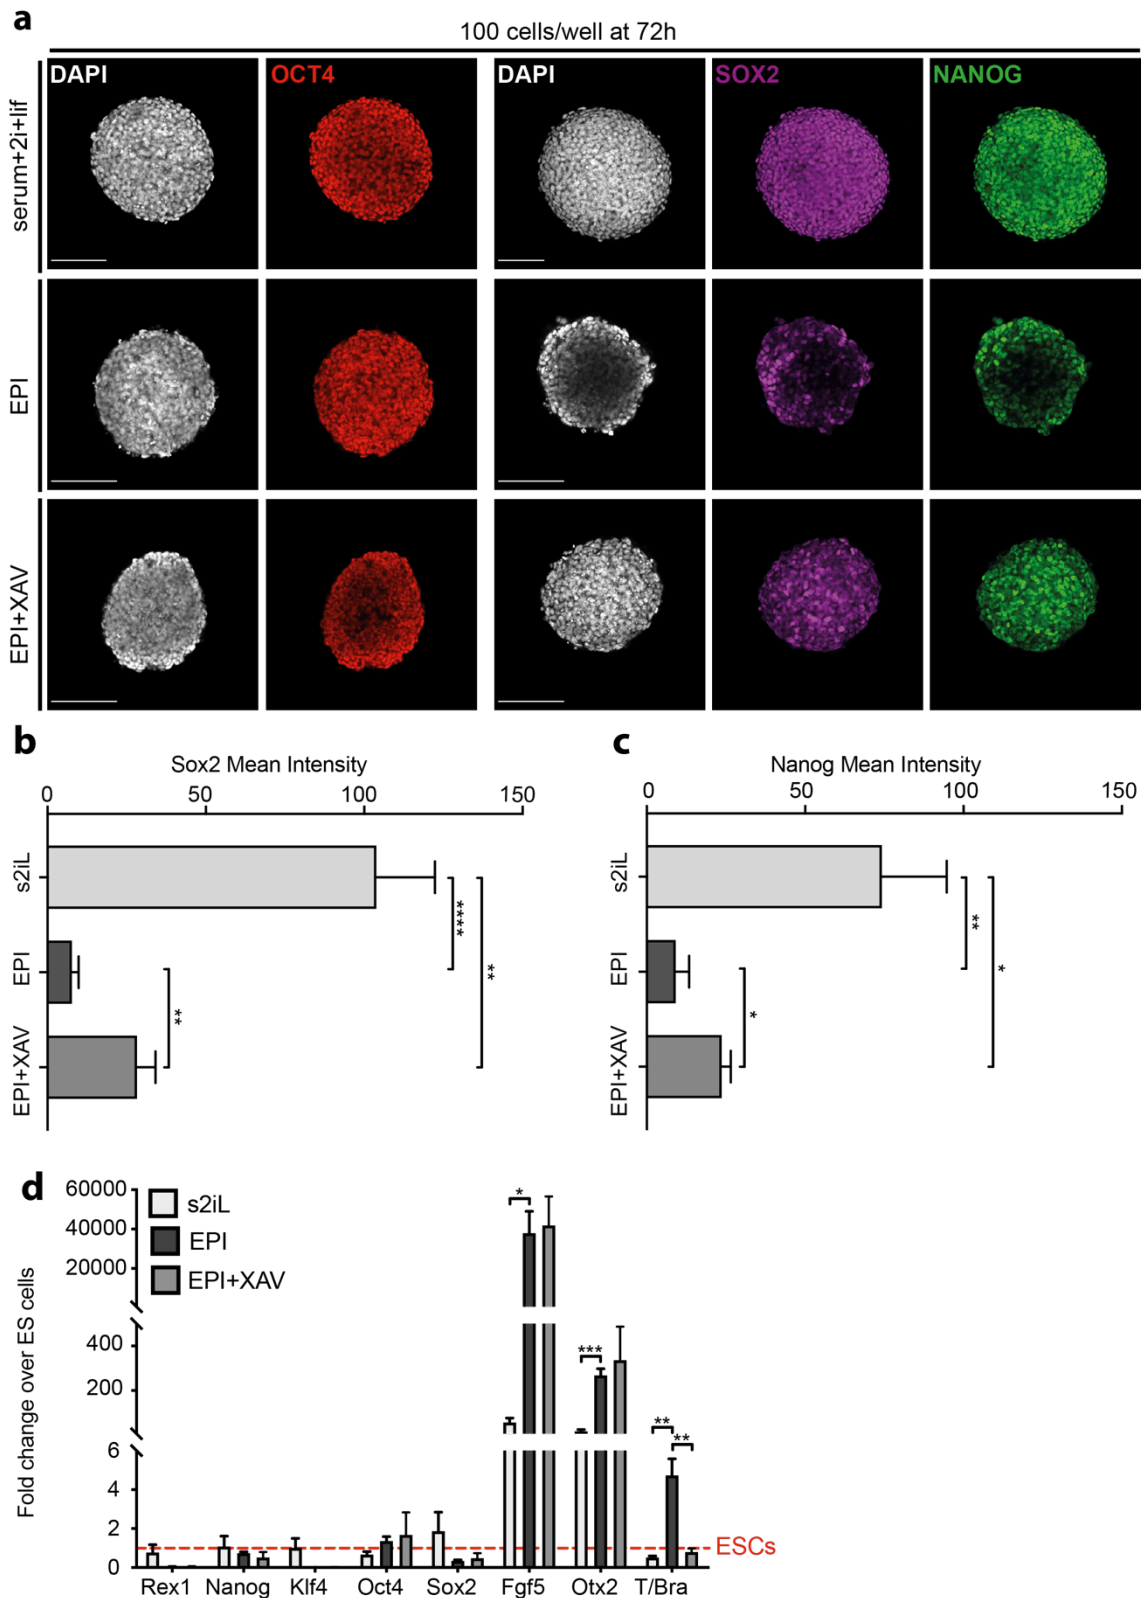 a
100 cells/well at 72h
DAPI OCT4 DAPI SOX2 NANOG
serum+2i+lif
EPI
EPI+XAV
b
Sox2 Mean Intensity
0 50 100 150
s2iL
EPI
EPI+XAV
****
**
**
c
Nanog Mean Intensity
0 50 100 150
s2iL
EPI
EPI+XAV
**
*
*
d
Fold change over ES cells
60000
40000
20000
400
200
6
4
2
0
s2iL
EPI
EPI+XAV
*
***
**
**
ESCs
Rex1 Nanog Klf4 Oct4 Sox2 Fgf5 Otx2 T/Bra